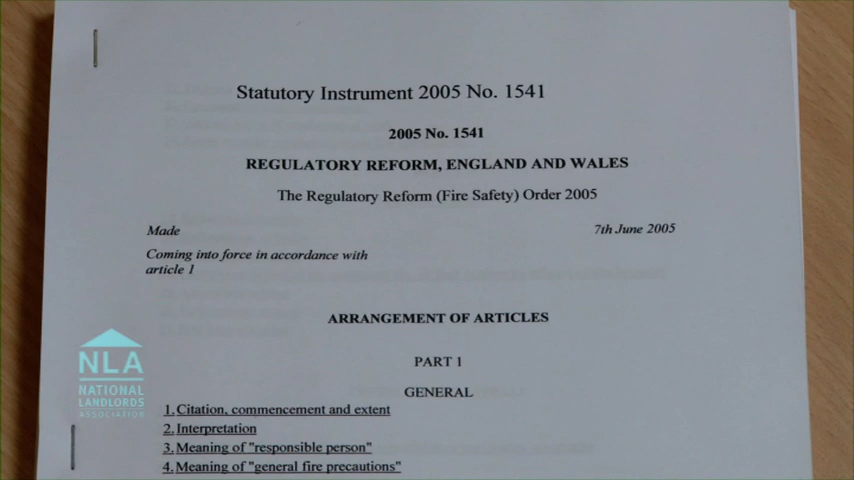 Statutory Instrument 2005 No. 1541
2005 No. 1541
REGULATORY REFORM, ENGLAND AND WALES
The Regulatory Reform (Fire Safety) Order 2005
Made 7th June 2005
Coming into force in accordance with
article 1
ARRANGEMENT OF ARTICLES
PART 1
GENERAL
1. Citation, commencement and extent
2. Interpretation
3. Meaning of "responsible person"
4. Meaning of "general fire precautions"
NLA
NATIONAL
LANDLORDS
ASSOCIATION